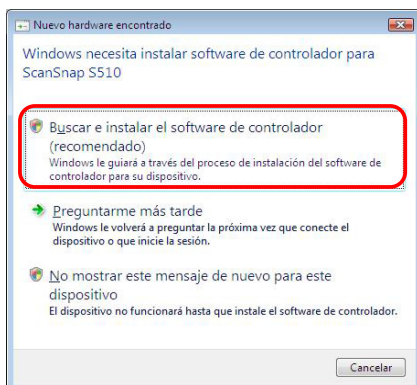 Nuevo hardware encontrado
Windows necesita instalar software de controlador para
ScanSnap S510
Buscar e instalar el software de controlador
(recomendado)
Windows le guiará a través del proceso de instalación del software de
controlador para su dispositivo.
Preguntarme más tarde
Windows le volverá a preguntar la próxima vez que conecte el
dispositivo o que inicie la sesión.
No mostrar este mensaje de nuevo para este
dispositivo
El dispositivo no funcionará hasta que instale el software de controlador.
Cancelar